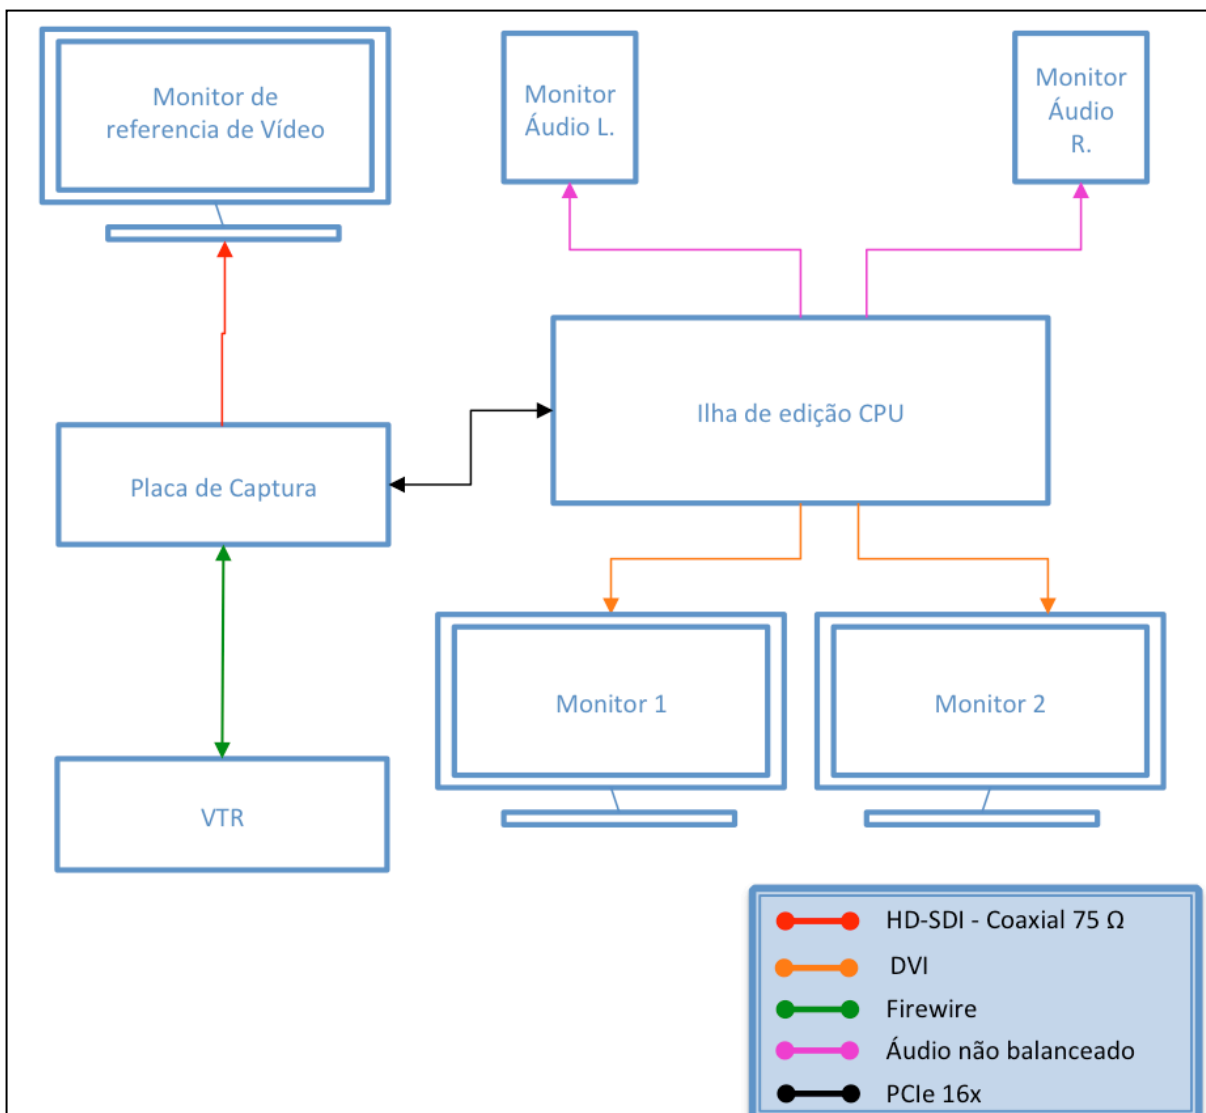 Monitor de
referencia de Vídeo
Monitor
Áudio L.
Monitor
Áudio
R.
Ilha de edição CPU
Placa de Captura
Monitor 1
Monitor 2
VTR
HD-SDI - Coaxial 75 Ω
DVI
Firewire
Áudio não balanceado
PCIe 16x